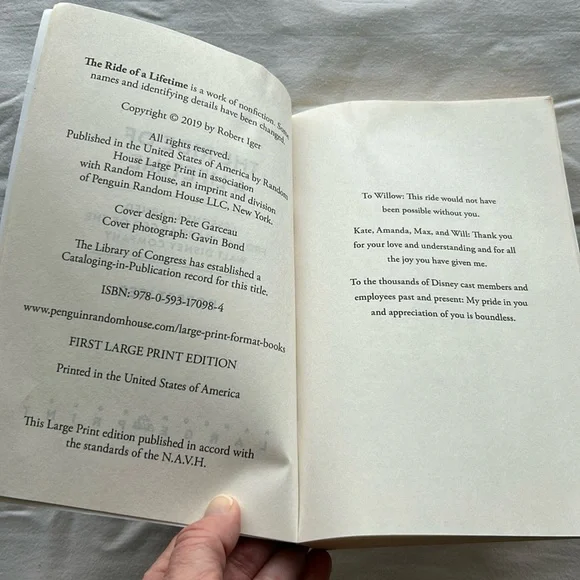 The Ride of a Lifetime is a work of nonfiction. Some
names and identifying details have been changed.
Copyright © 2019 by Robert Iger
All rights reserved.
Published in the United States of America by Random
House Large Print in association
with Random House, an imprint and division
of Penguin Random House LLC, New York.
Cover design: Pete Garceau
Cover photograph: Gavin Bond
The Library of Congress has established a
Cataloging-in-Publication record for this title.
ISBN: 978-0-593-17098-4
www.penguinrandomhouse.com/large-print-format-books
FIRST LARGE PRINT EDITION
Printed in the United States of America
This Large Print edition published in accord with
the standards of the N.A.V.H.
To Willow: This ride would not have
been possible without you.
Kate, Amanda, Max, and Will: Thank you
for your love and understanding and for all
the joy you have given me.
To the thousands of Disney cast members and
employees past and present: My pride in you
and appreciation of you is boundless.